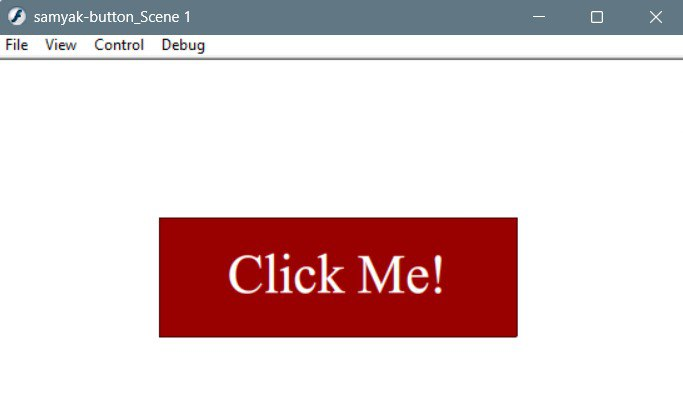 samyak-button_Scene 1
File View Control Debug
Click Me!